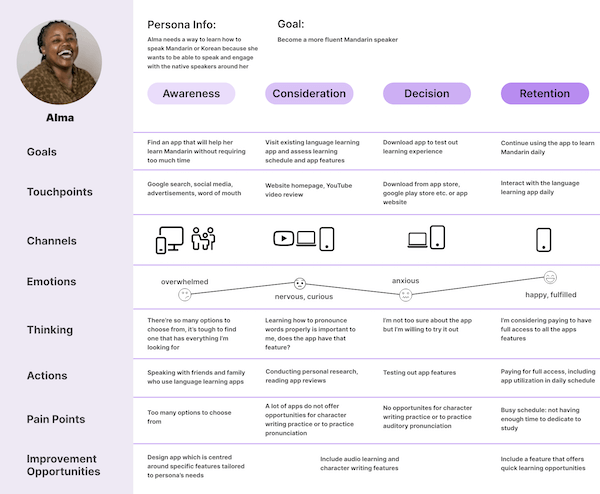 Persona Info:
Alma needs a way to learn how to
speak Mandarin or Korean because she
wants to be able to speak and engage
with the native speakers around her
Goal:
Become a more fluent Mandarin speaker
Alma
Awareness
Consideration
Decision
Retention
Goals
Find an app that will help her
learn Mandarin without requiring
too much time
Visit existing language learning
app and assess learning
schedule and app features
Download app to test out
learning experience
Continue using the app to learn
Mandarin daily
Touchpoints
Google search, social media,
advertisements, word of mouth
Website homepage, YouTube
video review
Download from app store,
google play store etc. or app
website
Interact with the language
learning app daily
Channels
Emotions
overwhelmed
nervous, curious
anxious
happy, fulfilled
Thinking
There're so many options to
choose from, it's tough to find
one that has everything I'm
looking for
Learning how to pronounce
words properly is important to
me, does the app have that
feature?
I'm not too sure about the app
but I'm willing to try it out
I'm considering paying to have
full access to all the apps
features
Actions
Speaking with friends and family
who use language learning apps
Conducting personal research,
reading app reviews
Testing out app features
Paying for full access, including
app utilization in daily schedule
Pain Points
Too many options to choose
from
A lot of apps do not offer
opportunities for character
writing practice or to practice
pronunciation
No opportunites for character
writing practice or to practice
auditory pronunciation
Busy schedule: not having
enough time to dedicate to
study
Improvement
Opportunities
Design app which is centred
around specific features tailored
to persona's needs
Include audio learning and
character writing features
Include a feature that offers
quick learning opportunities